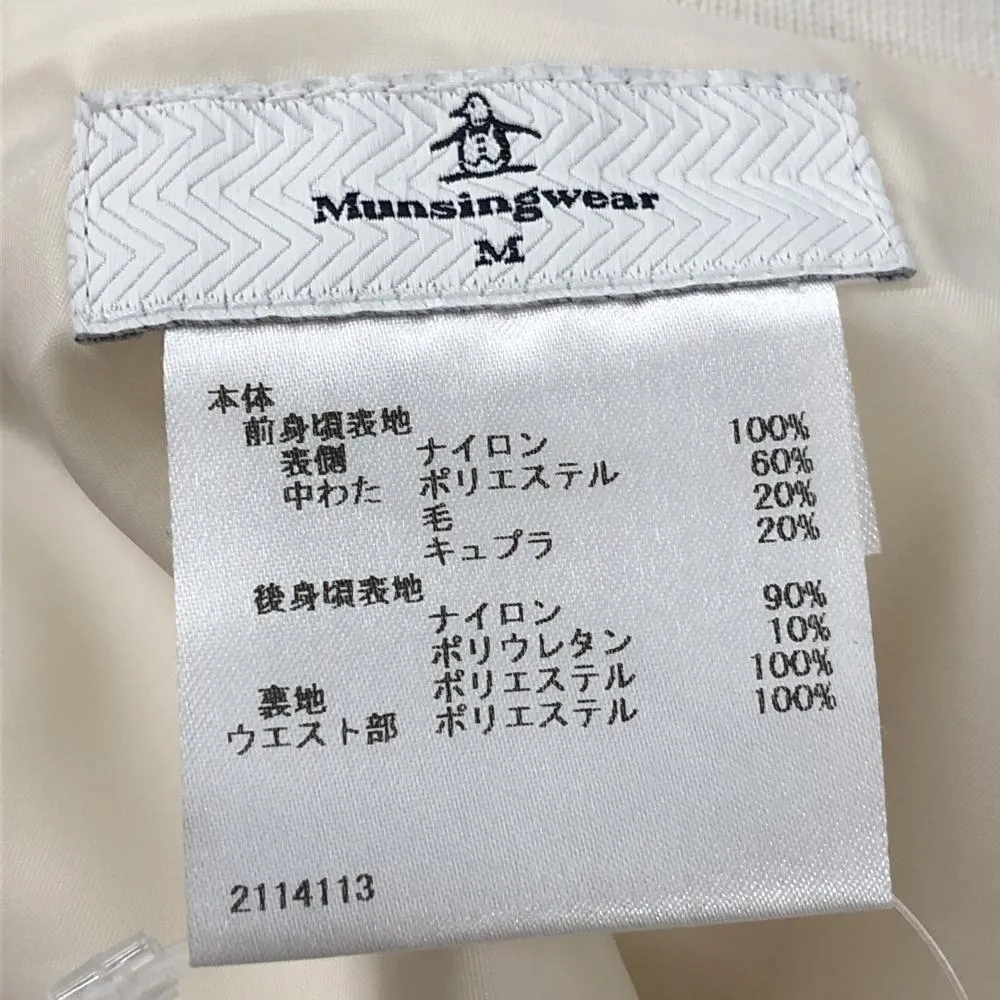 Munsingwear
M
本体
前身頃表地
表側 ナイロン 100%
中わた ポリエステル 60%
毛 20%
キュプラ 20%
後身頃表地
ナイロン 90%
ポリウレタン 10%
裏地 ポリエステル 100%
ウエスト部 ポリエステル 100%
2114113